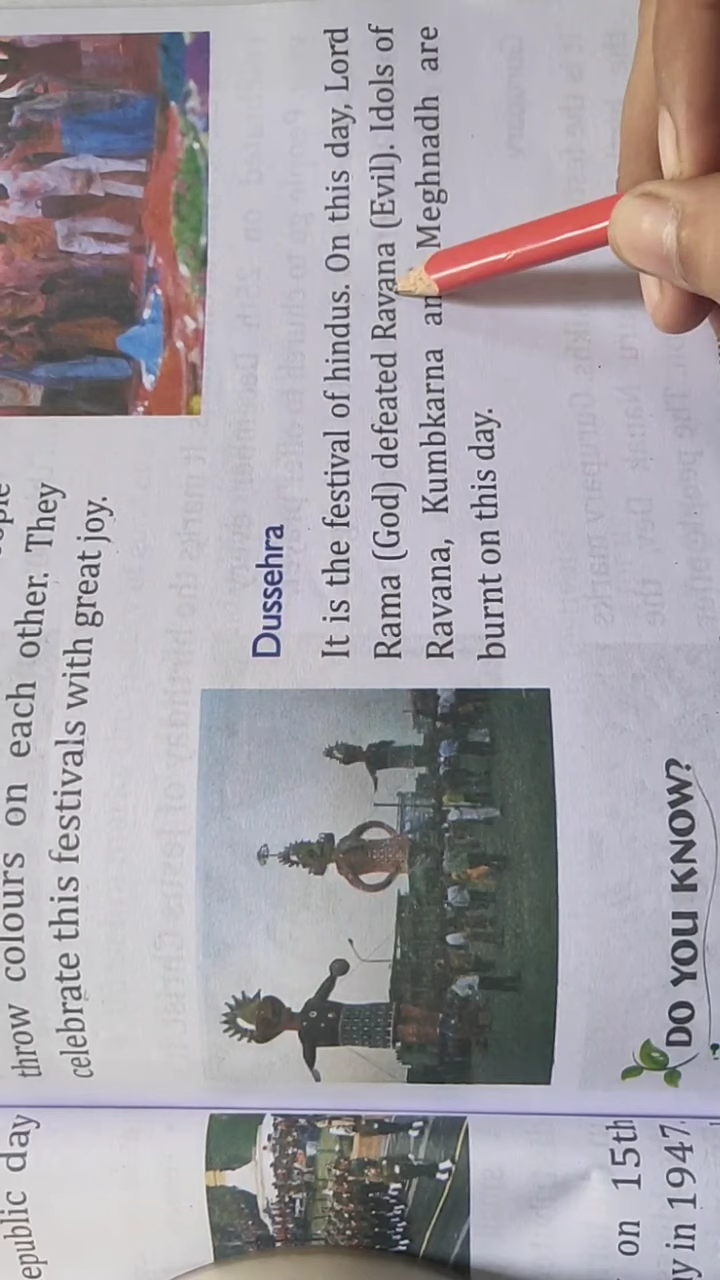 throw colours on each other. They
celebrate this festivals with great joy.
Dussehra
It is the festival of hindus. On this day, Lord
Rama (God) defeated Ravana (Evil). Idols of
Ravana, Kumbkarna Meghnadh are
burnt on this day.
DO YOU KNOW?
day
on 15th
in 1947.